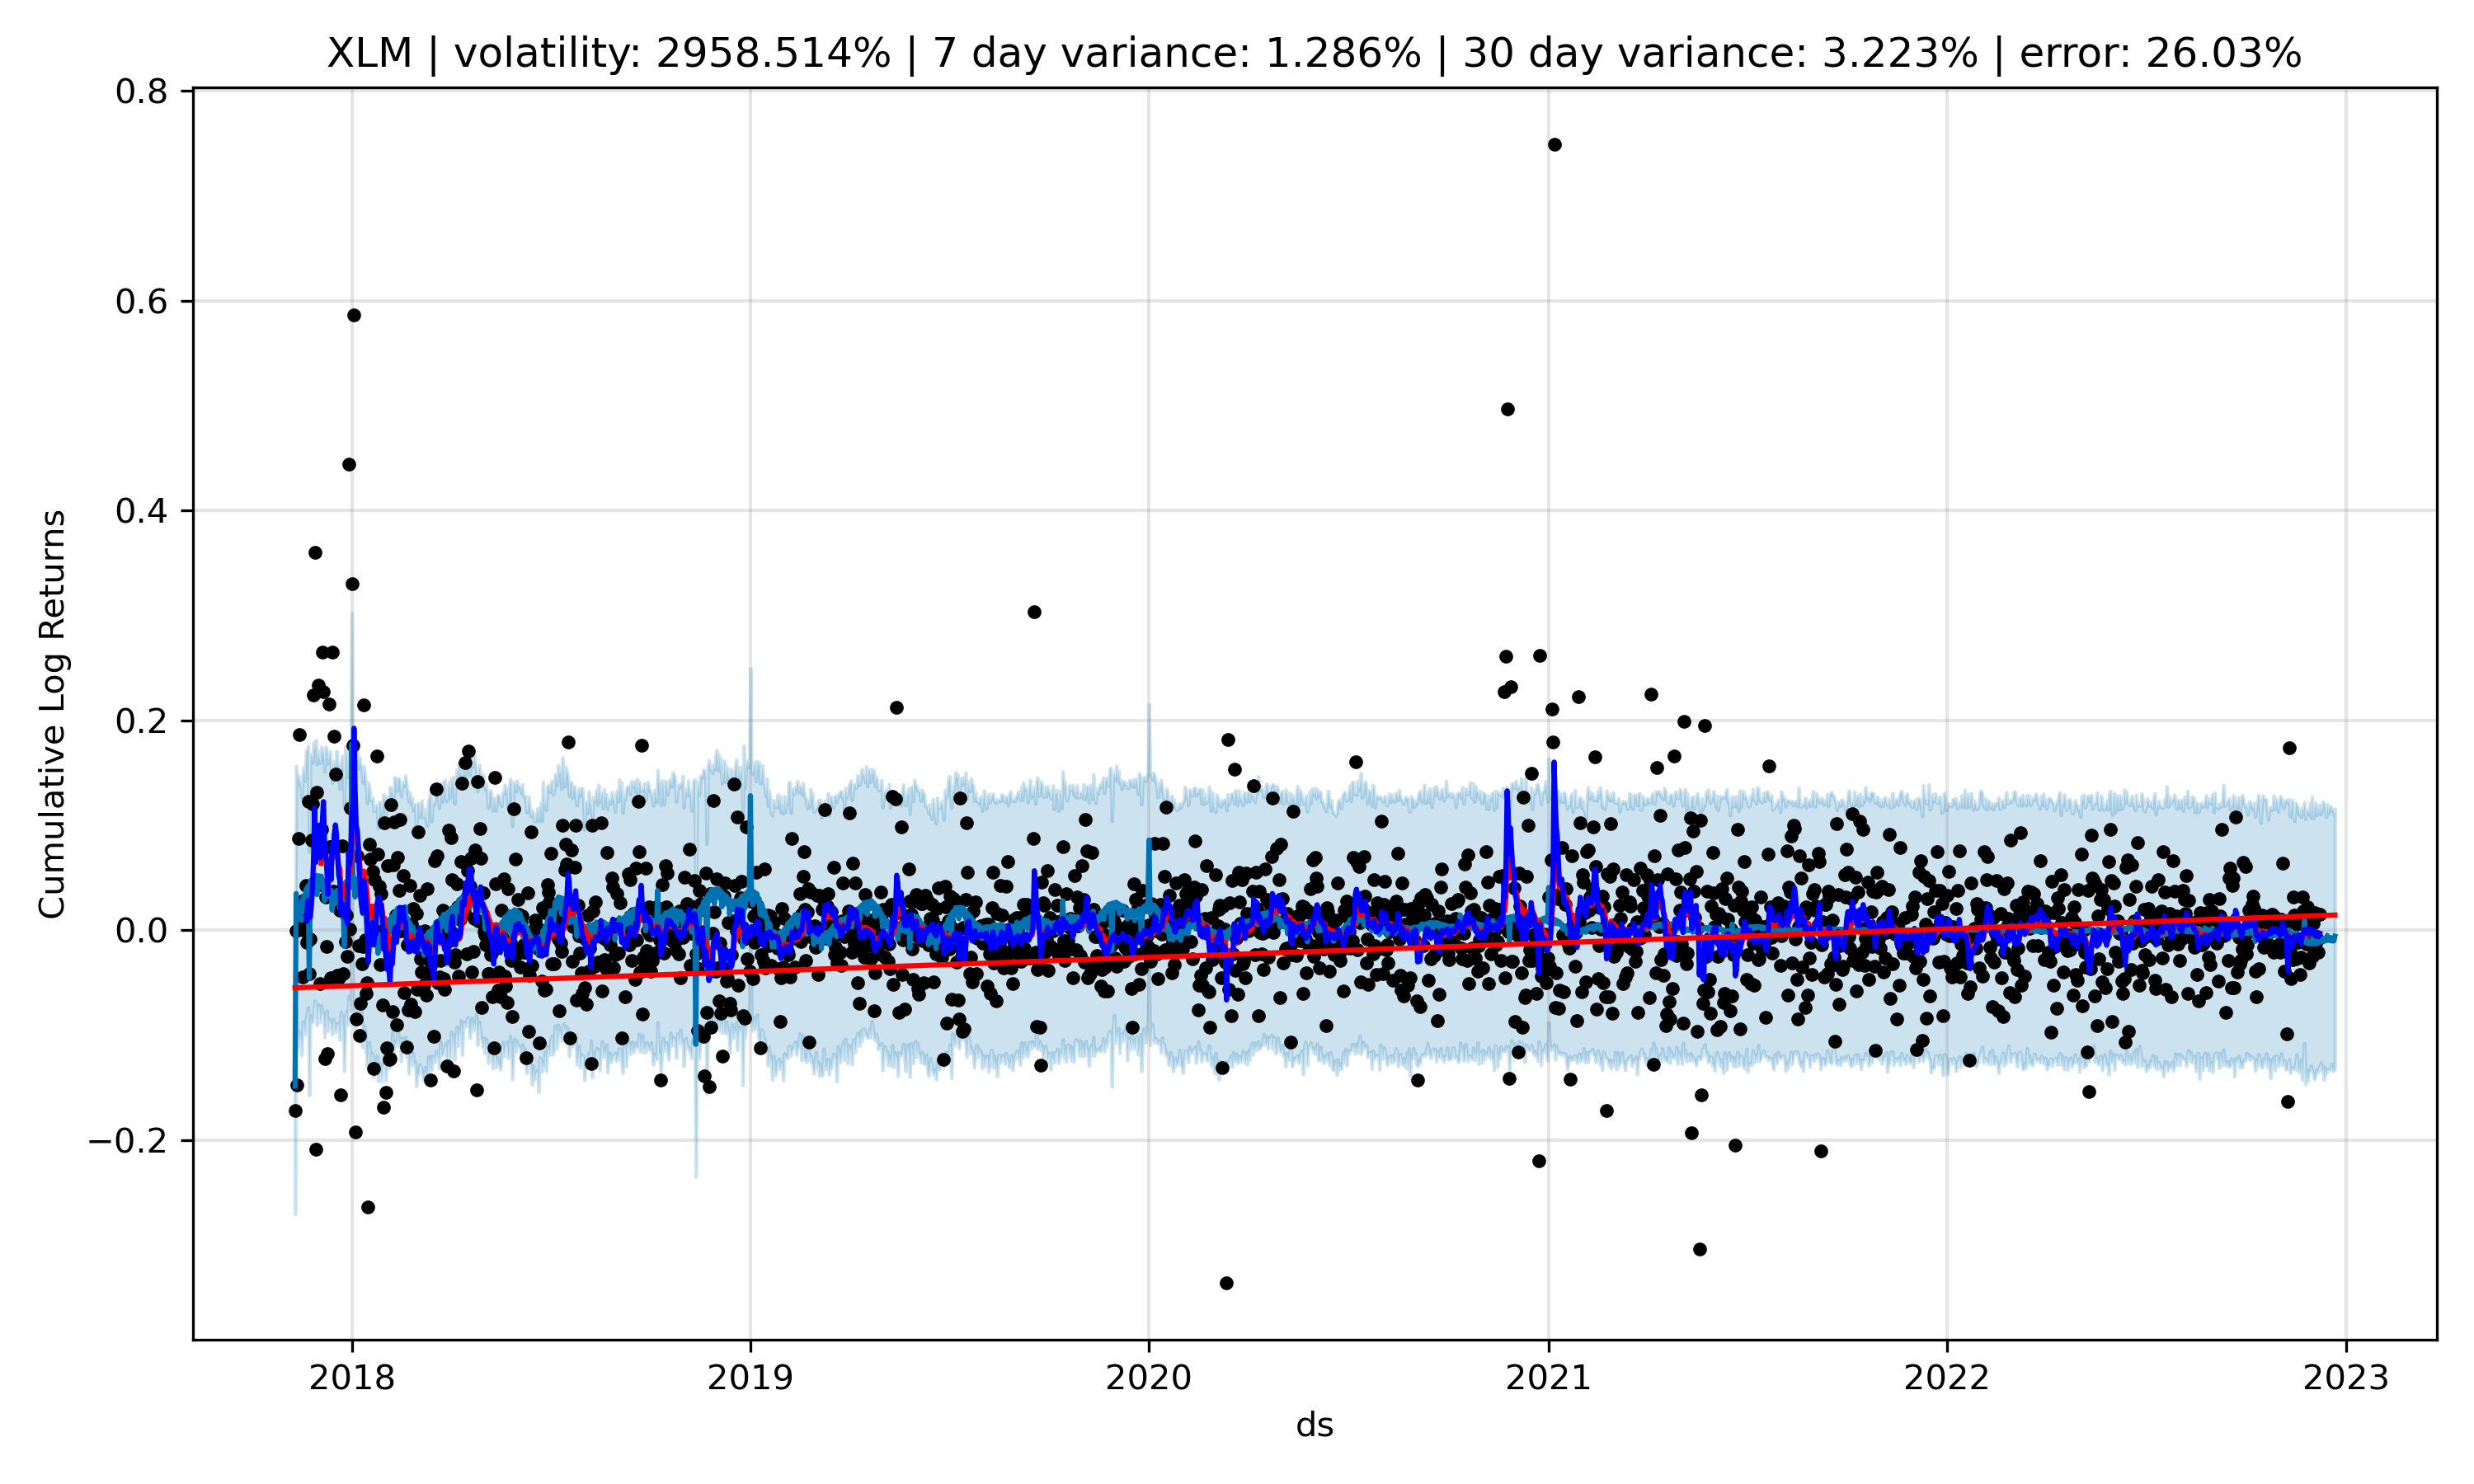 XLM | volatility: 2958.514% | 7 day variance: 1.286% | 30 day variance: 3.223% | error: 26.03%
0.8
0.6
0.4
0.2
0.0
−0.2
Cumulative Log Returns
2018 2019 2020 2021 2022 2023
ds